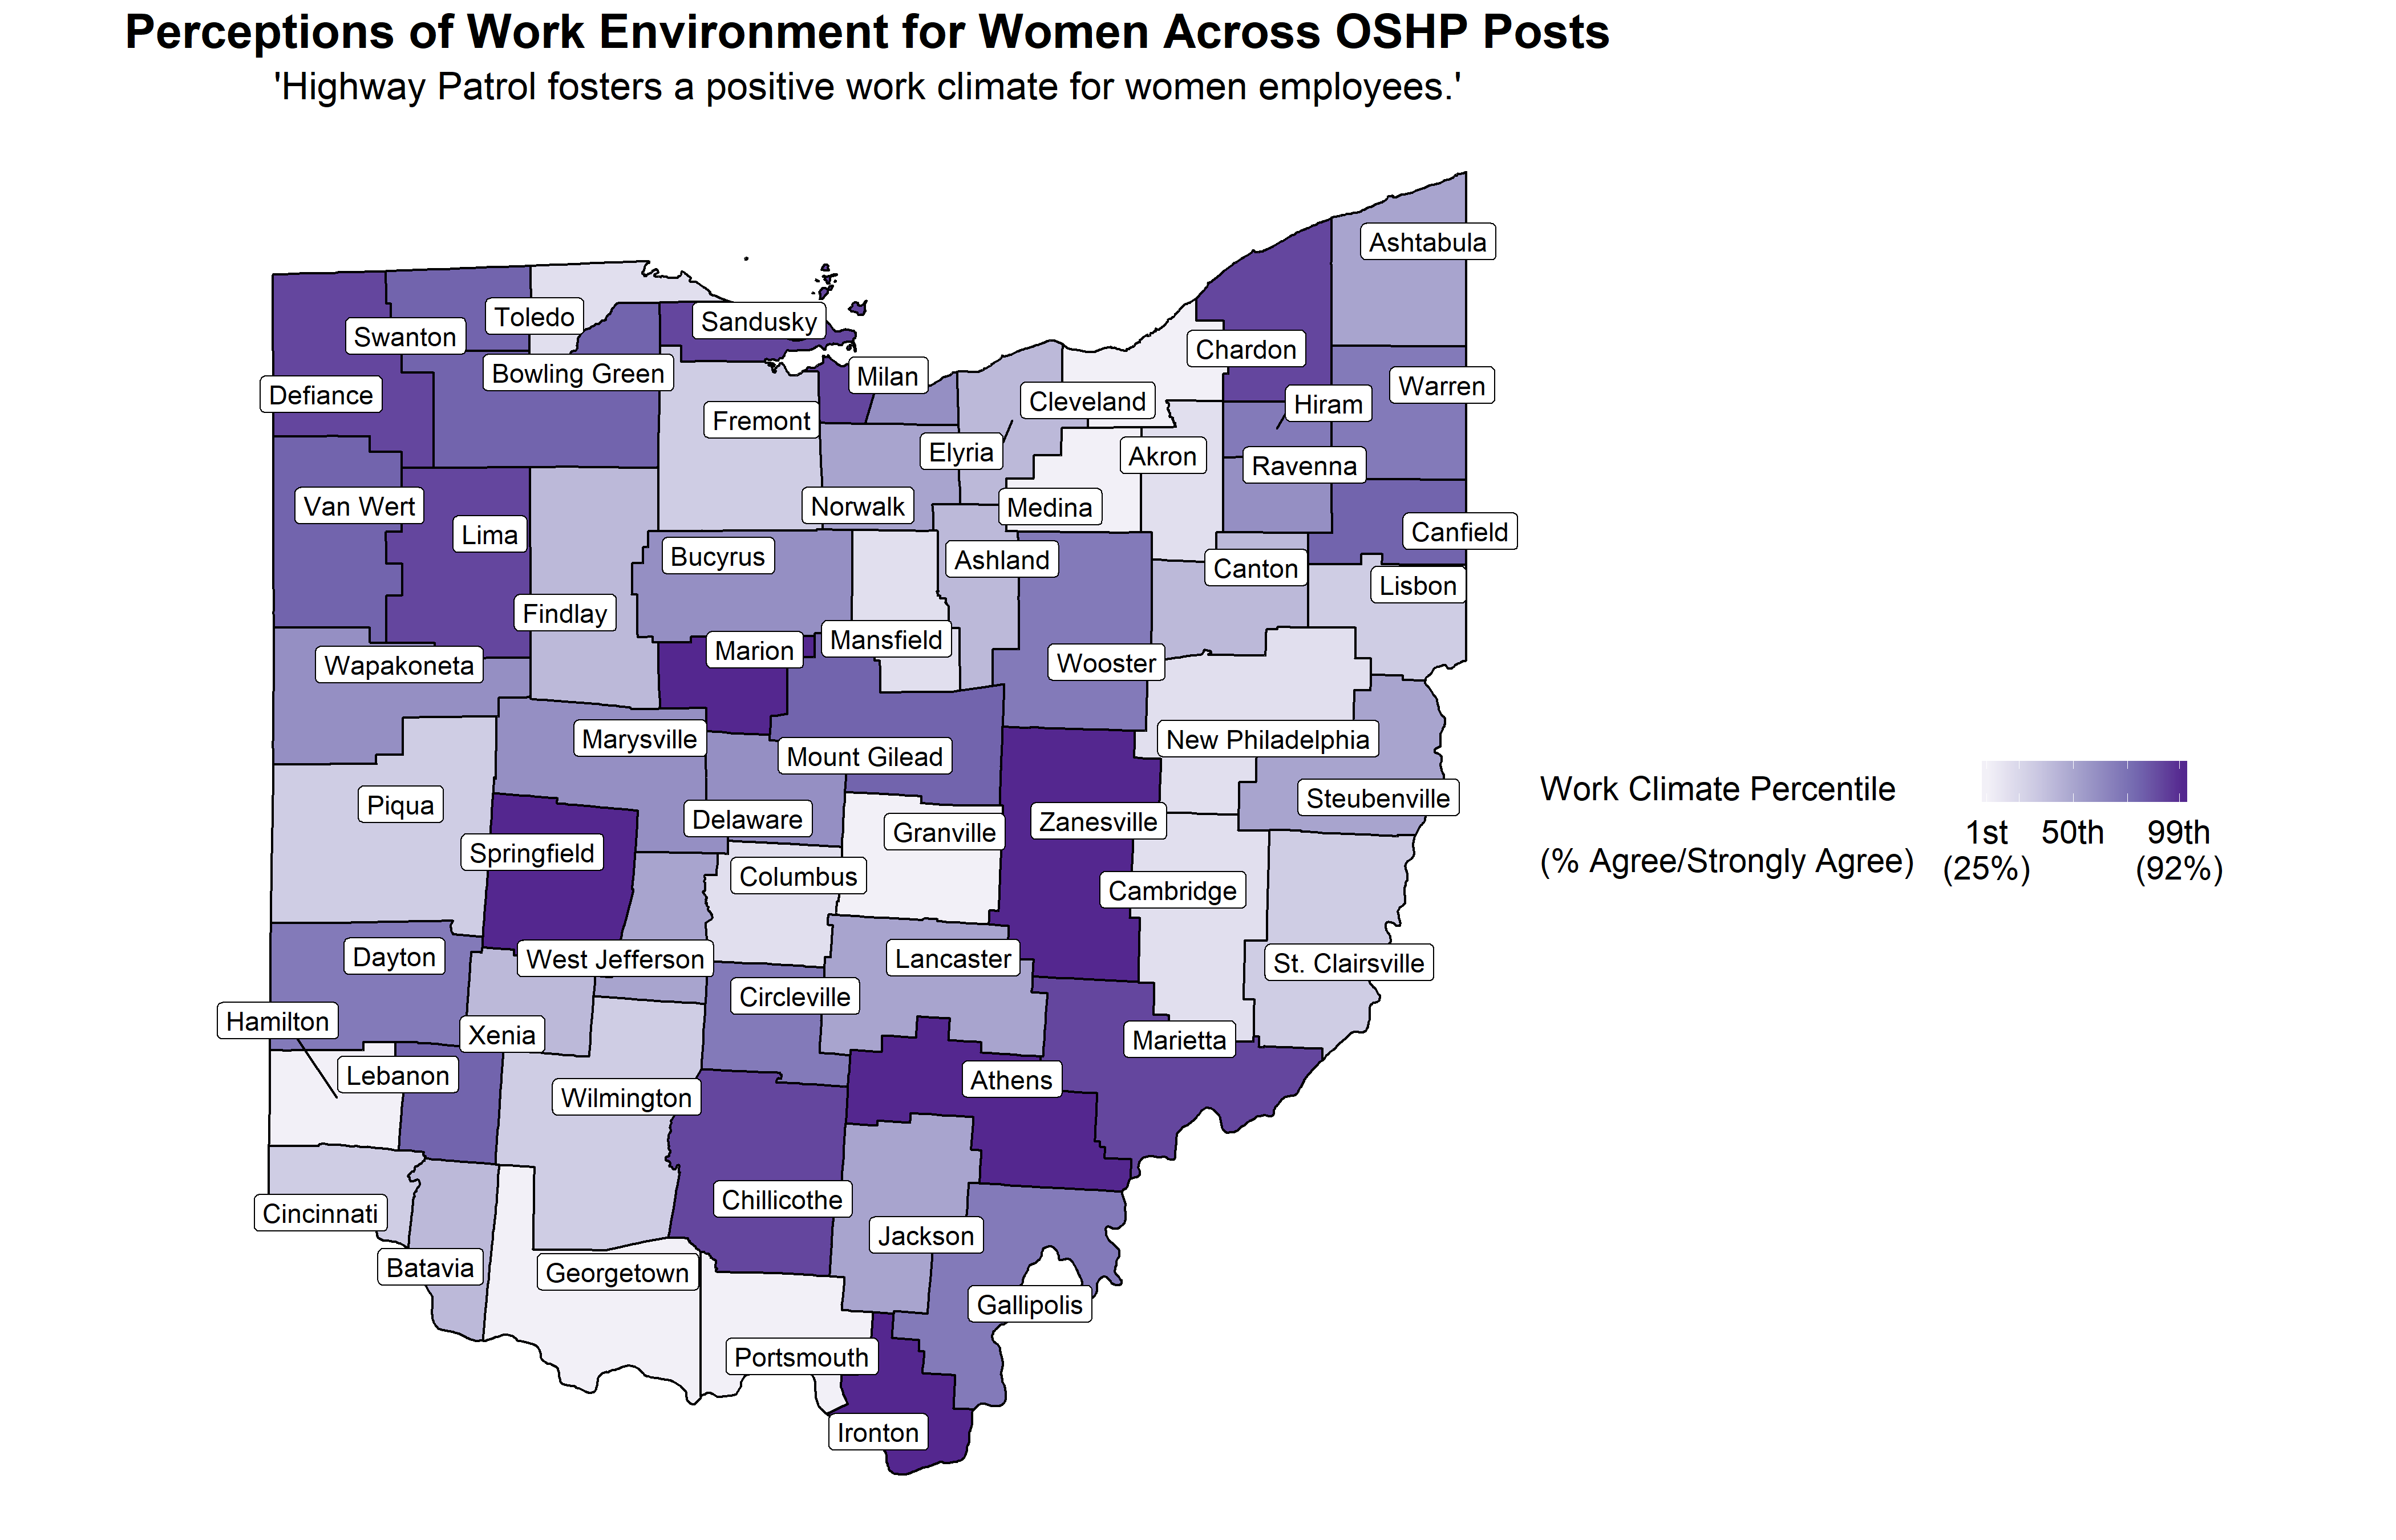 Perceptions of Work Environment for Women Across OSHP Posts
'Highway Patrol fosters a positive work climate for women employees.'
Ashtabula
Toledo
Sandusky
Swanton
Chardon
Bowling Green
Milan
Warren
Defiance
Cleveland
Hiram
Fremont
Elyria
Akron
Ravenna
Van Wert
Norwalk
Medina
Lima
Canfield
Bucyrus
Ashland
Canton
Lisbon
Findlay
Mansfield
Marion
Wapakoneta
Wooster
Marysville
New Philadelphia
Mount Gilead
Piqua
Steubenville
Delaware
Zanesville
Granville
Springfield
Columbus
Cambridge
Dayton
West Jefferson
Lancaster
St. Clairsville
Circleville
Hamilton
Xenia
Marietta
Lebanon
Athens
Wilmington
Chillicothe
Cincinnati
Jackson
Batavia
Georgetown
Gallipolis
Portsmouth
Ironton
Work Climate Percentile
(% Agree/Strongly Agree)
1st 50th 99th
(25%) (92%)